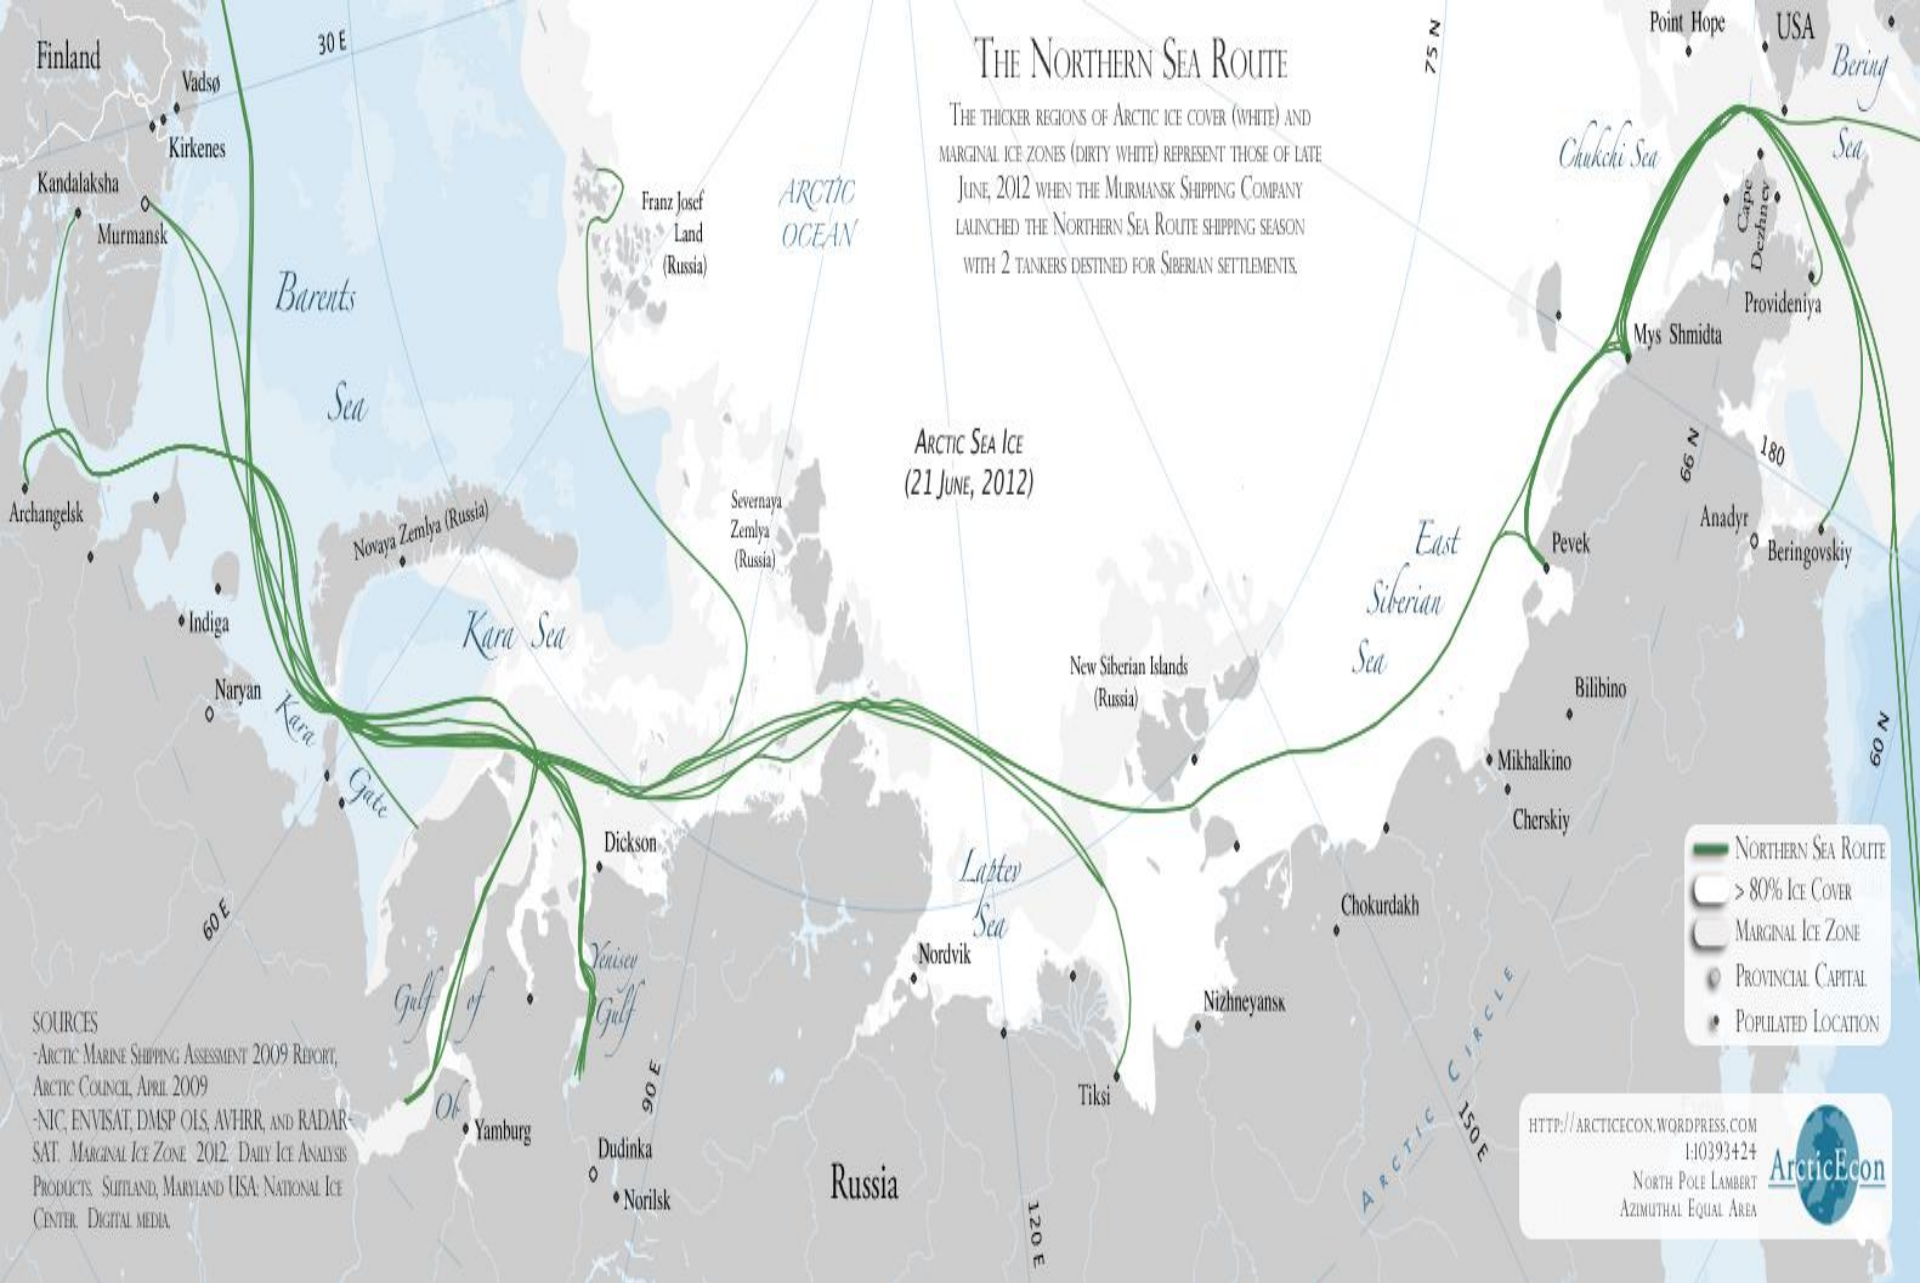 THE NORTHERN SEA ROUTE
THE THICKER REGIONS OF ARCTIC ICE COVER (WHITE) AND
MARGINAL ICE ZONES (DIRTY WHITE) REPRESENT THOSE OF LATE
JUNE, 2012 WHEN THE MURMANSK SHIPPING COMPANY
LAUNCHED THE NORTHERN SEA ROUTE SHIPPING SEASON
WITH 2 TANKERS DESTINED FOR SIBERIAN SETTLEMENTS.
Finland
30 E
75 N
Point Hope
USA
Bering
Sea
Vadsø
Kirkenes
Kandalaksha
Murmansk
Barents
Sea
Franz Josef
Land
(Russia)
ARCTIC
OCEAN
Chukchi Sea
Cape
Dezhnev
Provideniya
Mys Shmidta
ARCTIC SEA ICE
(21 JUNE, 2012)
66 N
180
Archangelsk
Novaya Zemlya (Russia)
Severnaya
Zemlya
(Russia)
East
Siberian
Sea
Pevek
Anadyr
Beringovskiy
Indiga
Kara Sea
Naryan
Kara
Gate
New Siberian Islands
(Russia)
Bilibino
60 N
Mikhalkino
Cherskiy
Dickson
Laptev
Sea
Chokurdakh
60 E
Nordvik
Nizhneyansk
Yenisey
Gulf
Gulf of
Ob
Yamburg
90 E
Tiksi
Dudinka
Norilsk
Russia
120 E
150 E
ARCTIC CIRCLE
NORTHERN SEA ROUTE
> 80% ICE COVER
MARGINAL ICE ZONE
PROVINCIAL CAPITAL
POPULATED LOCATION
SOURCES
-ARCTIC MARINE SHIPPING ASSESSMENT 2009 REPORT,
ARCTIC COUNCIL, APRIL 2009
-NIC, ENVISAT, DMSP OLS, AVHRR, AND RADAR-
SAT. MARGINAL ICE ZONE 2012. DAILY ICE ANALYSIS
PRODUCTS. SUITLAND, MARYLAND USA: NATIONAL ICE
CENTER. DIGITAL MEDIA.
HTTP://ARCTICECON.WORDPRESS.COM
1:10393424
NORTH POLE LAMBERT
AZIMUTHAL EQUAL AREA
ArcticEcon